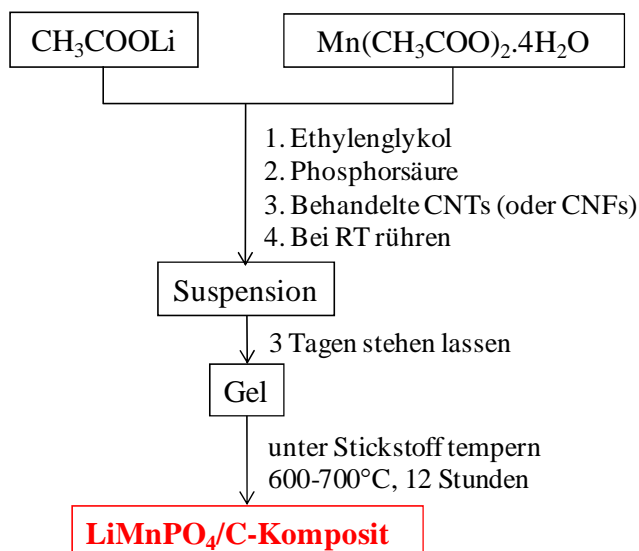 CH₃COOLi
Mn(CH₃COO)₂.4H₂O
1. Ethylenglykol
2. Phosphorsäure
3. Behandelte CNTs (oder CNFs)
4. Bei RT rühren
Suspension
3 Tagen stehen lassen
Gel
unter Stickstoff tempern
600-700°C, 12 Stunden
LiMnPO₄/C-Komposit